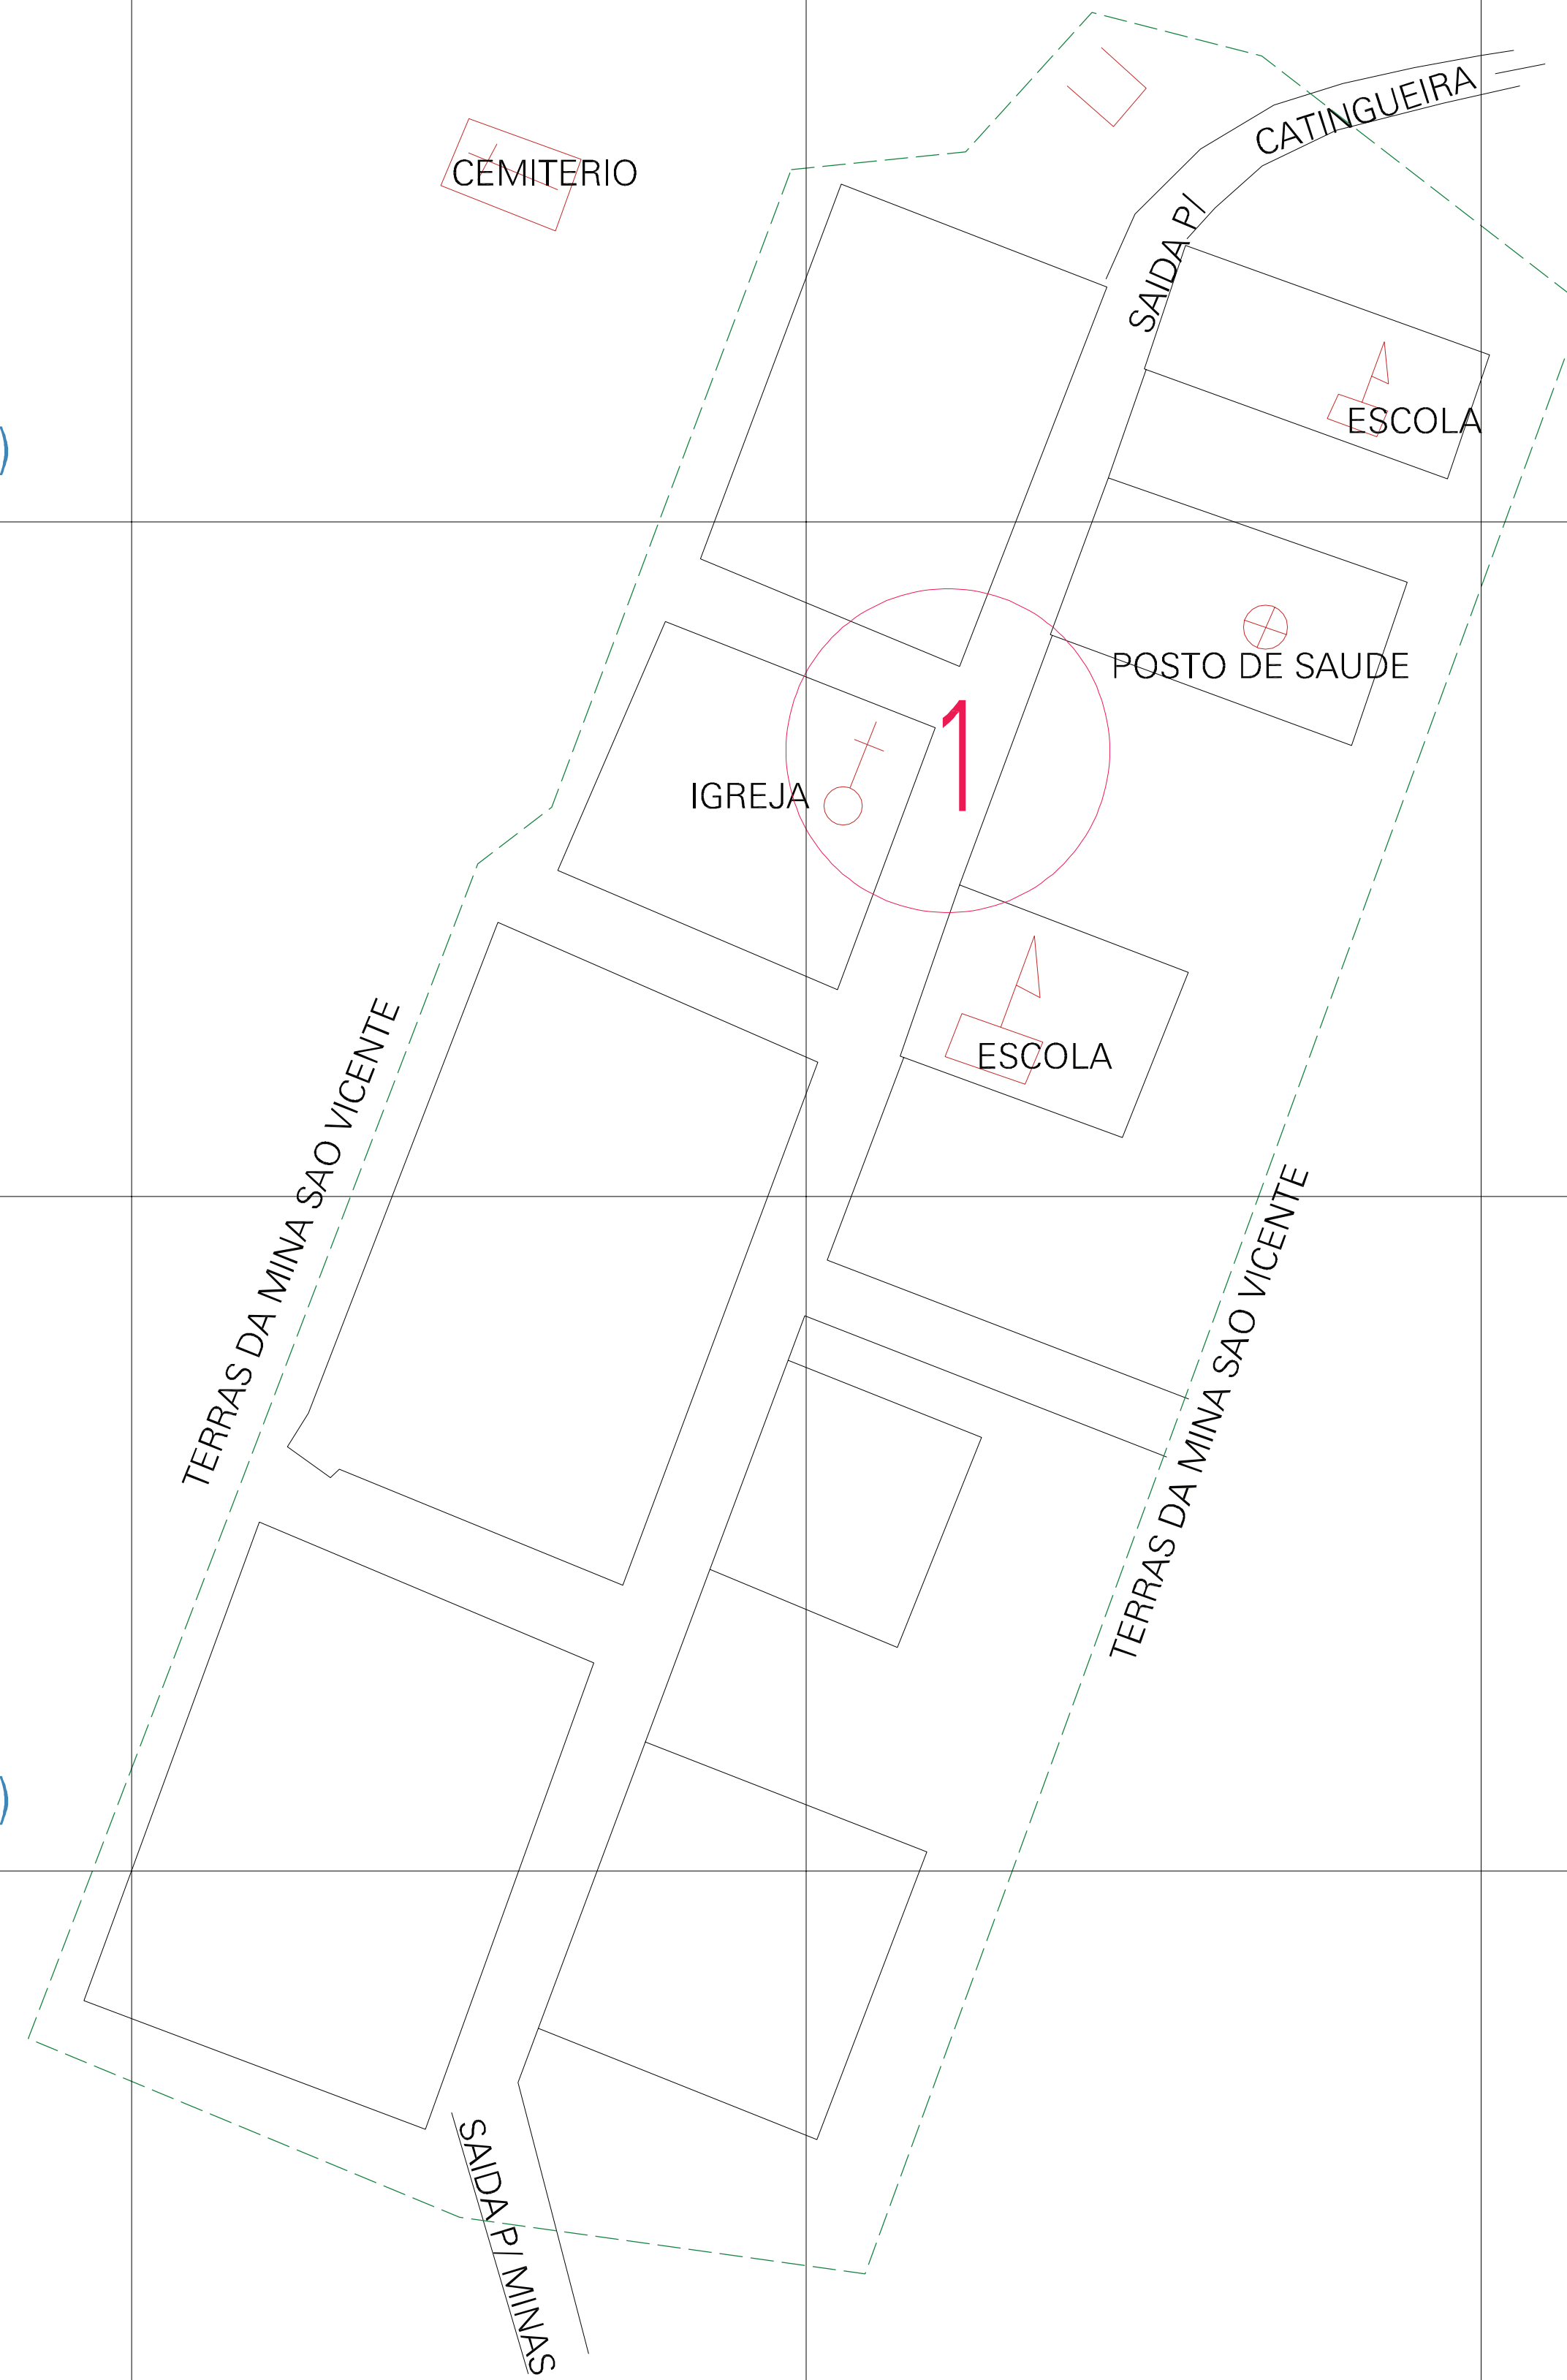 CATINGUEIRA
CEMITERIO
SAIDA P/
ESCOLA
)
POSTO DE SAUDE
1
IGREJA
ESCOLA
TERRAS DA MINA SAO VICENTE
TERRAS DA MINA SAO VICENTE
)
SAIDA P/ MINAS